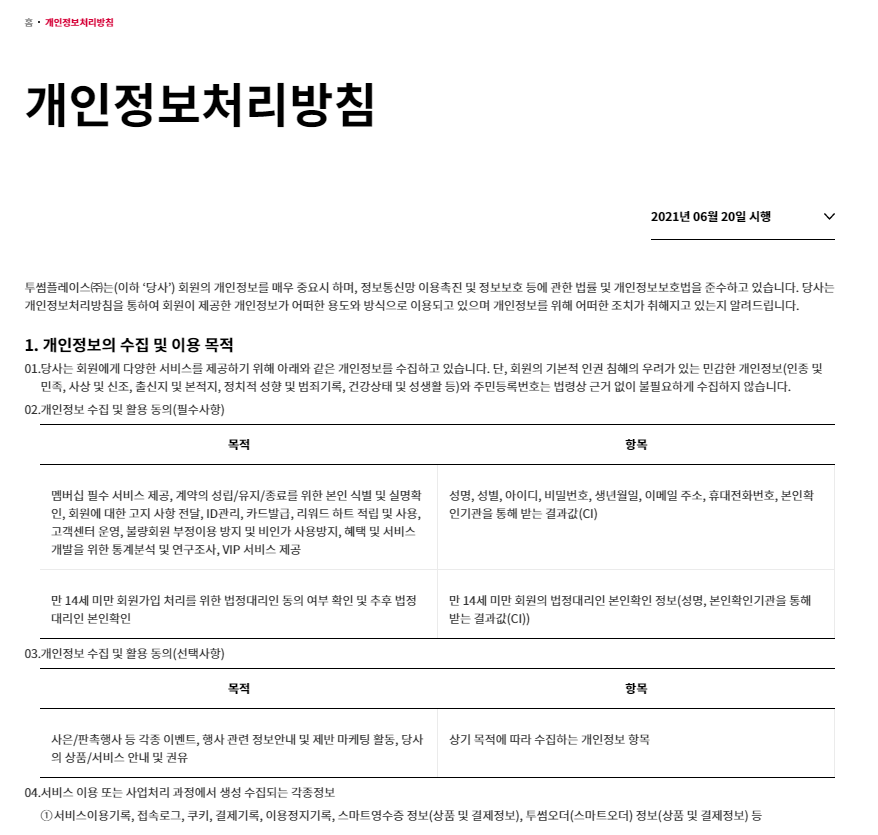 홈 • 개인정보처리방침
개인정보처리방침
2021년 06월 20일 시행
투썸플레이스㈜는(이하 ‘당사’) 회원의 개인정보를 매우 중요시 하며, 정보통신망 이용촉진 및 정보보호 등에 관한 법률 및 개인정보보호법을 준수하고 있습니다. 당사는
개인정보처리방침을 통하여 회원이 제공한 개인정보가 어떠한 용도와 방식으로 이용되고 있으며 개인정보를 위해 어떠한 조치가 취해지고 있는지 알려드립니다.
1. 개인정보의 수집 및 이용 목적
01.당사는 회원에게 다양한 서비스를 제공하기 위해 아래와 같은 개인정보를 수집하고 있습니다. 단, 회원의 기본적 인권 침해의 우려가 있는 민감한 개인정보(인종 및
민족, 사상 및 신조, 출신지 및 본적지, 정치적 성향 및 범죄기록, 건강상태 및 성생활 등)와 주민등록번호는 법령상 근거 없이 불필요하게 수집하지 않습니다.
02.개인정보 수집 및 활용 동의(필수사항)
목적
항목
멤버십 필수 서비스 제공, 계약의 성립/유지/종료를 위한 본인 식별 및 실명확
인, 회원에 대한 고지 사항 전달, ID관리, 카드발급, 리워드 하트 적립 및 사용,
고객센터 운영, 불량회원 부정이용 방지 및 비인가 사용방지, 혜택 및 서비스
개발을 위한 통계분석 및 연구조사, VIP 서비스 제공
성명, 성별, 아이디, 비밀번호, 생년월일, 이메일 주소, 휴대전화번호, 본인확
인기관을 통해 받는 결과값(CI)
만 14세 미만 회원가입 처리를 위한 법정대리인 동의 여부 확인 및 추후 법정
대리인 본인확인
만 14세 미만 회원의 법정대리인 본인확인 정보(성명, 본인확인기관을 통해
받는 결과값(CI))
03.개인정보 수집 및 활용 동의(선택사항)
목적
항목
사은/판촉행사 등 각종 이벤트, 행사 관련 정보안내 및 제반 마케팅 활동, 당사
의 상품/서비스 안내 및 권유
상기 목적에 따라 수집하는 개인정보 항목
04.서비스 이용 또는 사업처리 과정에서 생성 수집되는 각종정보
①서비스이용기록, 접속로그, 쿠키, 결제기록, 이용정지기록, 스마트영수증 정보(상품 및 결제정보), 투썸오더(스마트오더) 정보(상품 및 결제정보) 등